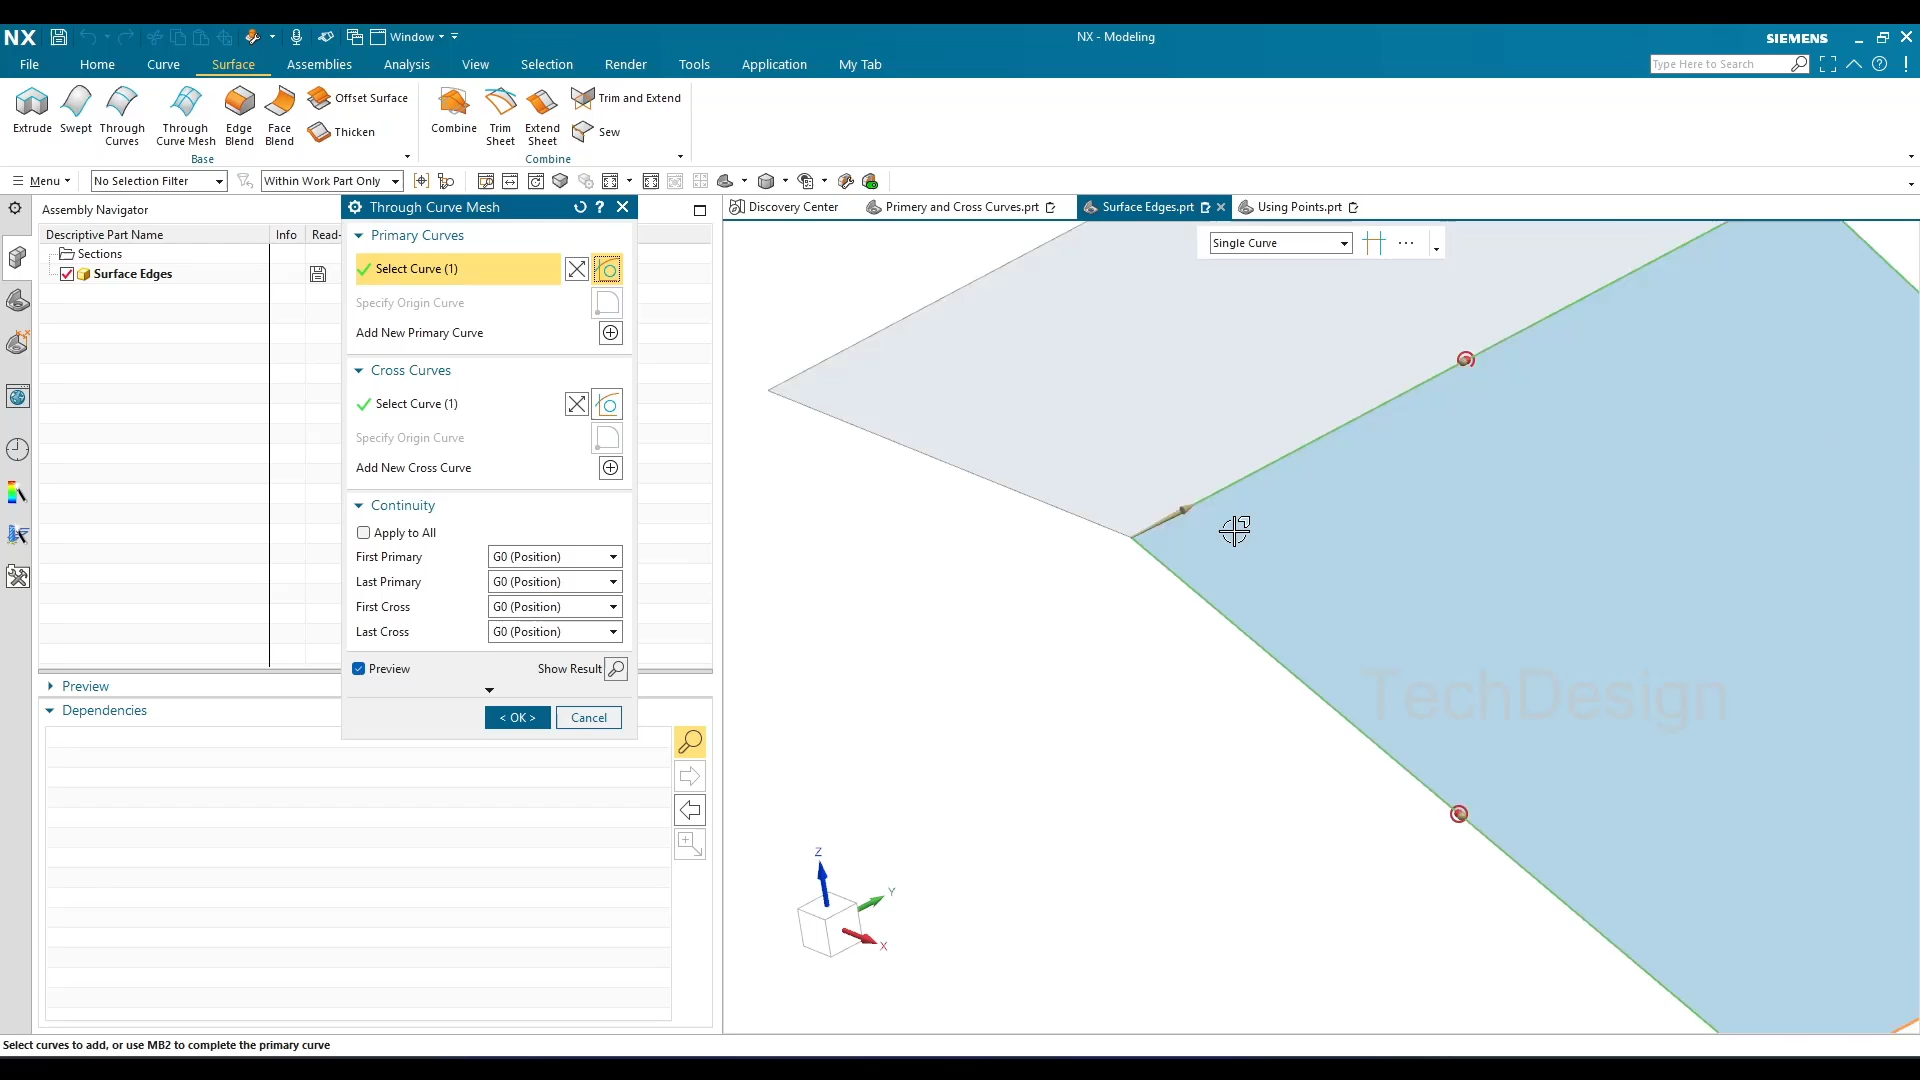 NX
Window
NX - Modeling
SIEMENS
File
Home
Curve
Surface
Assemblies
Analysis
View
Selection
Render
Tools
Application
My Tab
Type Here to Search
Extrude
Swept
Through Curves
Through Curve Mesh
Edge Blend
Face Blend
Offset Surface
Thicken
Base
Combine
Trim Sheet
Extend Sheet
Trim and Extend
Sew
Combine
Menu
No Selection Filter
Within Work Part Only
Assembly Navigator
Descriptive Part Name
Info
Read-
Sections
Surface Edges
Through Curve Mesh
Primary Curves
Select Curve (1)
Specify Origin Curve
Add New Primary Curve
Cross Curves
Select Curve (1)
Specify Origin Curve
Add New Cross Curve
Continuity
Apply to All
First Primary G0 (Position)
Last Primary G0 (Position)
First Cross G0 (Position)
Last Cross G0 (Position)
Preview
Show Result
< OK >
Cancel
Preview
Dependencies
Discovery Center
Primery and Cross Curves.prt
Surface Edges.prt
Using Points.prt
Single Curve
TechDesign
Z
Y
X
Select curves to add, or use MB2 to complete the primary curve